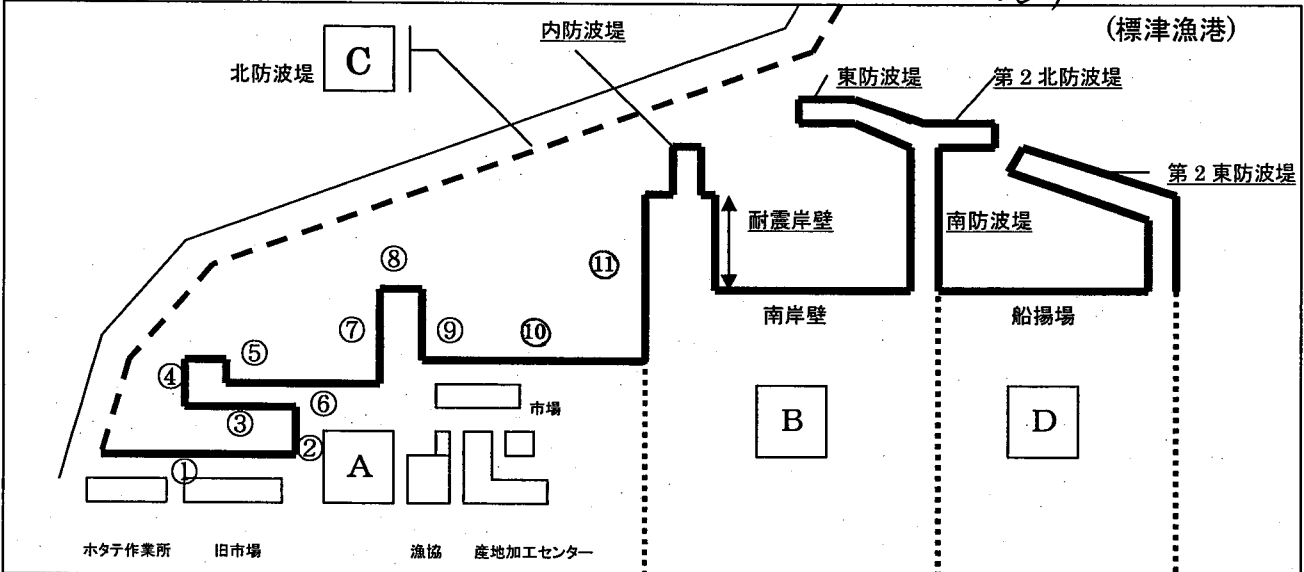 (標津漁港)
内防波堤
北防波堤
C
東防波堤
第2北防波堤
第2東防波堤
耐震岸壁
南防波堤
⑧
⑪
南岸壁
船揚場
⑦
⑨
⑩
⑤
④
⑥
③
②
①
市場
A
B
D
ホタテ作業所
旧市場
漁協
産地加工センター